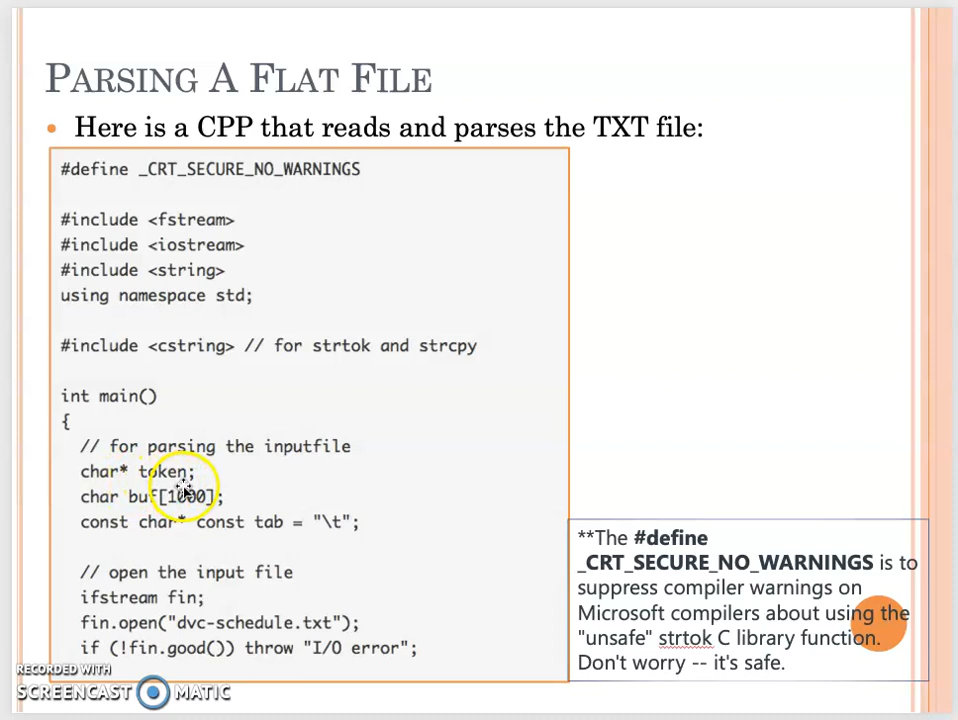 PARSING A FLAT FILE
• Here is a CPP that reads and parses the TXT file:
#define _CRT_SECURE_NO_WARNINGS
#include <fstream>
#include <iostream>
#include <string>
using namespace std;
#include <cstring> // for strtok and strcpy
int main()
{
// for parsing the inputfile
char* token;
char buf[1000];
const char* const tab = "\t";
// open the input file
ifstream fin;
fin.open("dvc-schedule.txt");
if (!fin.good()) throw "I/O error";
**The #define
_CRT_SECURE_NO_WARNINGS is to
suppress compiler warnings on
Microsoft compilers about using the
"unsafe" strtok C library function.
Don't worry -- it's safe.
RECORDED WITH
SCREENCAST MATIC